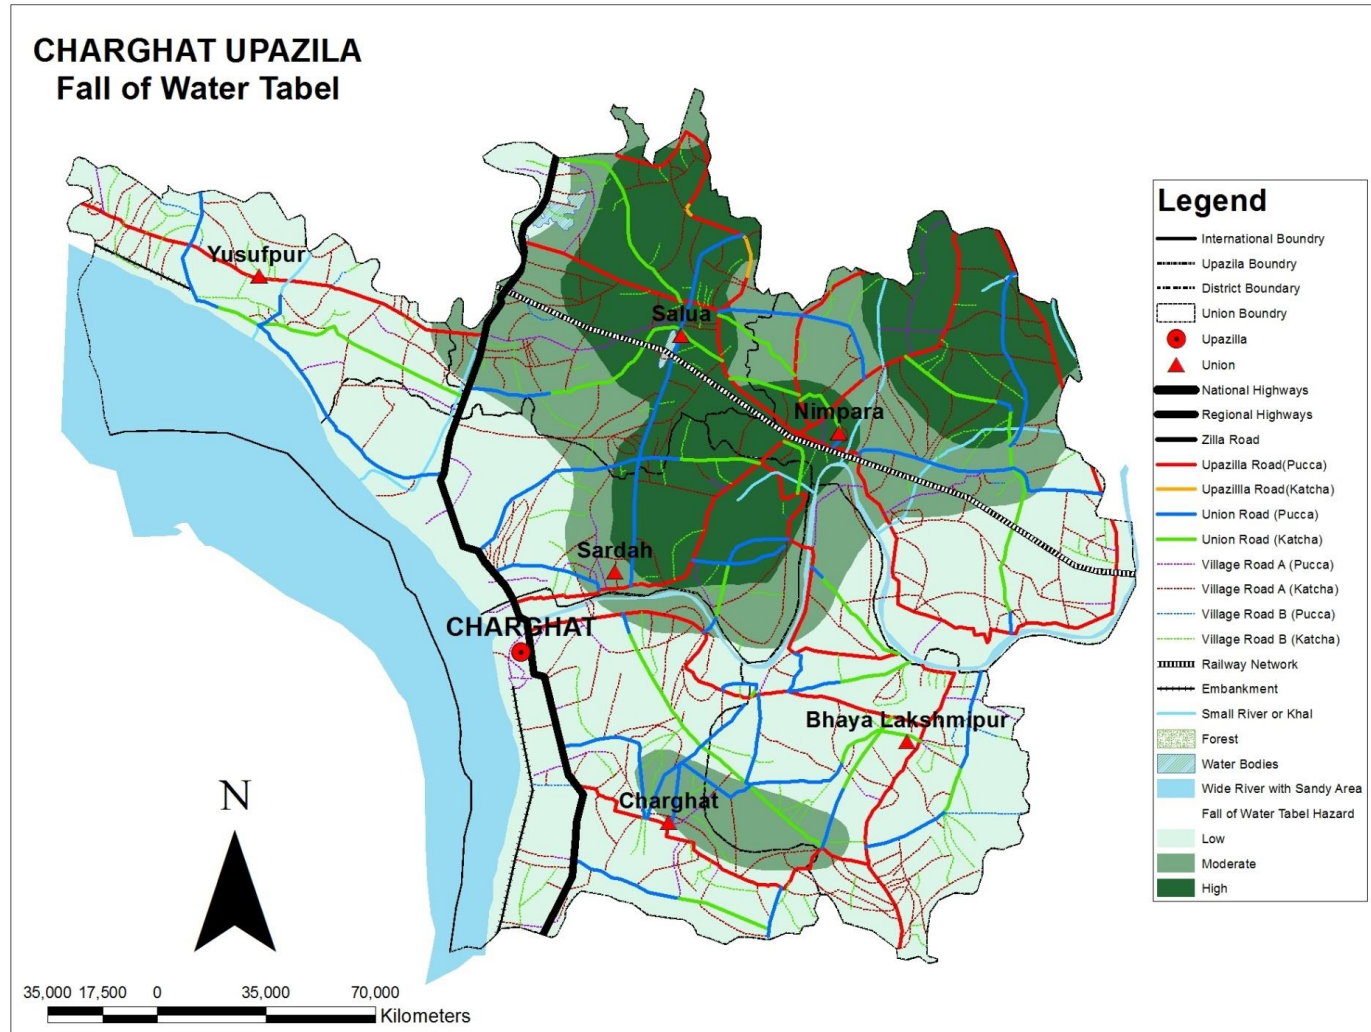 CHARGHAT UPAZILA
Fall of Water Tabel
Yusufpur
Salua
Nimpara
Sardah
CHARGHAT
Bhaya Lakshmipur
Charghat
N
35,000 17,500 0 35,000 70,000
Kilometers
Legend
International Boundry
Upazila Boundry
District Boundary
Union Boundry
Upazilla
Union
National Highways
Regional Highways
Zilla Road
Upazilla Road(Pucca)
Upazillla Road(Katcha)
Union Road (Pucca)
Union Road (Katcha)
Village Road A (Pucca)
Village Road A (Katcha)
Village Road B (Pucca)
Village Road B (Katcha)
Railway Network
Embankment
Small River or Khal
Forest
Water Bodies
Wide River with Sandy Area
Fall of Water Tabel Hazard
Low
Moderate
High